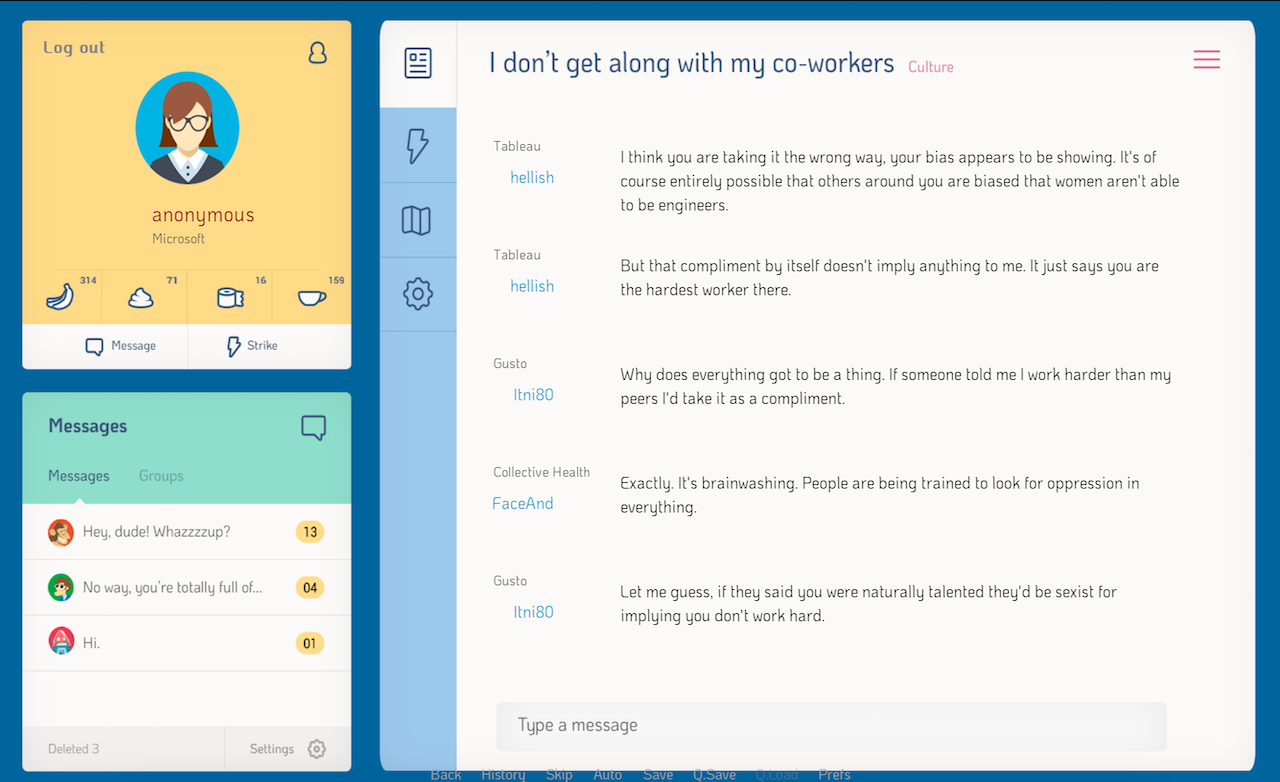 Log out
anonymous
Microsoft
314
71
16
159
Message
Strike
Messages
Messages
Groups
Hey, dude! Whazzzzup?
13
No way, you're totally full of...
04
Hi.
01
Deleted 3
Settings
I don't get along with my co-workers
Culture
Tableau
hellish
I think you are taking it the wrong way, your bias appears to be showing. It's of
course entirely possible that others around you are biased that women aren't able
to be engineers.
Tableau
hellish
But that compliment by itself doesn't imply anything to me. It just says you are
the hardest worker there.
Gusto
ltni80
Why does everything got to be a thing. If someone told me I work harder than my
peers I'd take it as a compliment.
Collective Health
FaceAnd
Exactly. It's brainwashing. People are being trained to look for oppression in
everything.
Gusto
ltni80
Let me guess, if they said you were naturally talented they'd be sexist for
implying you don't work hard.
Type a message
Back
History
Skip
Auto
Save
Q.Save
Q.Load
Prefs